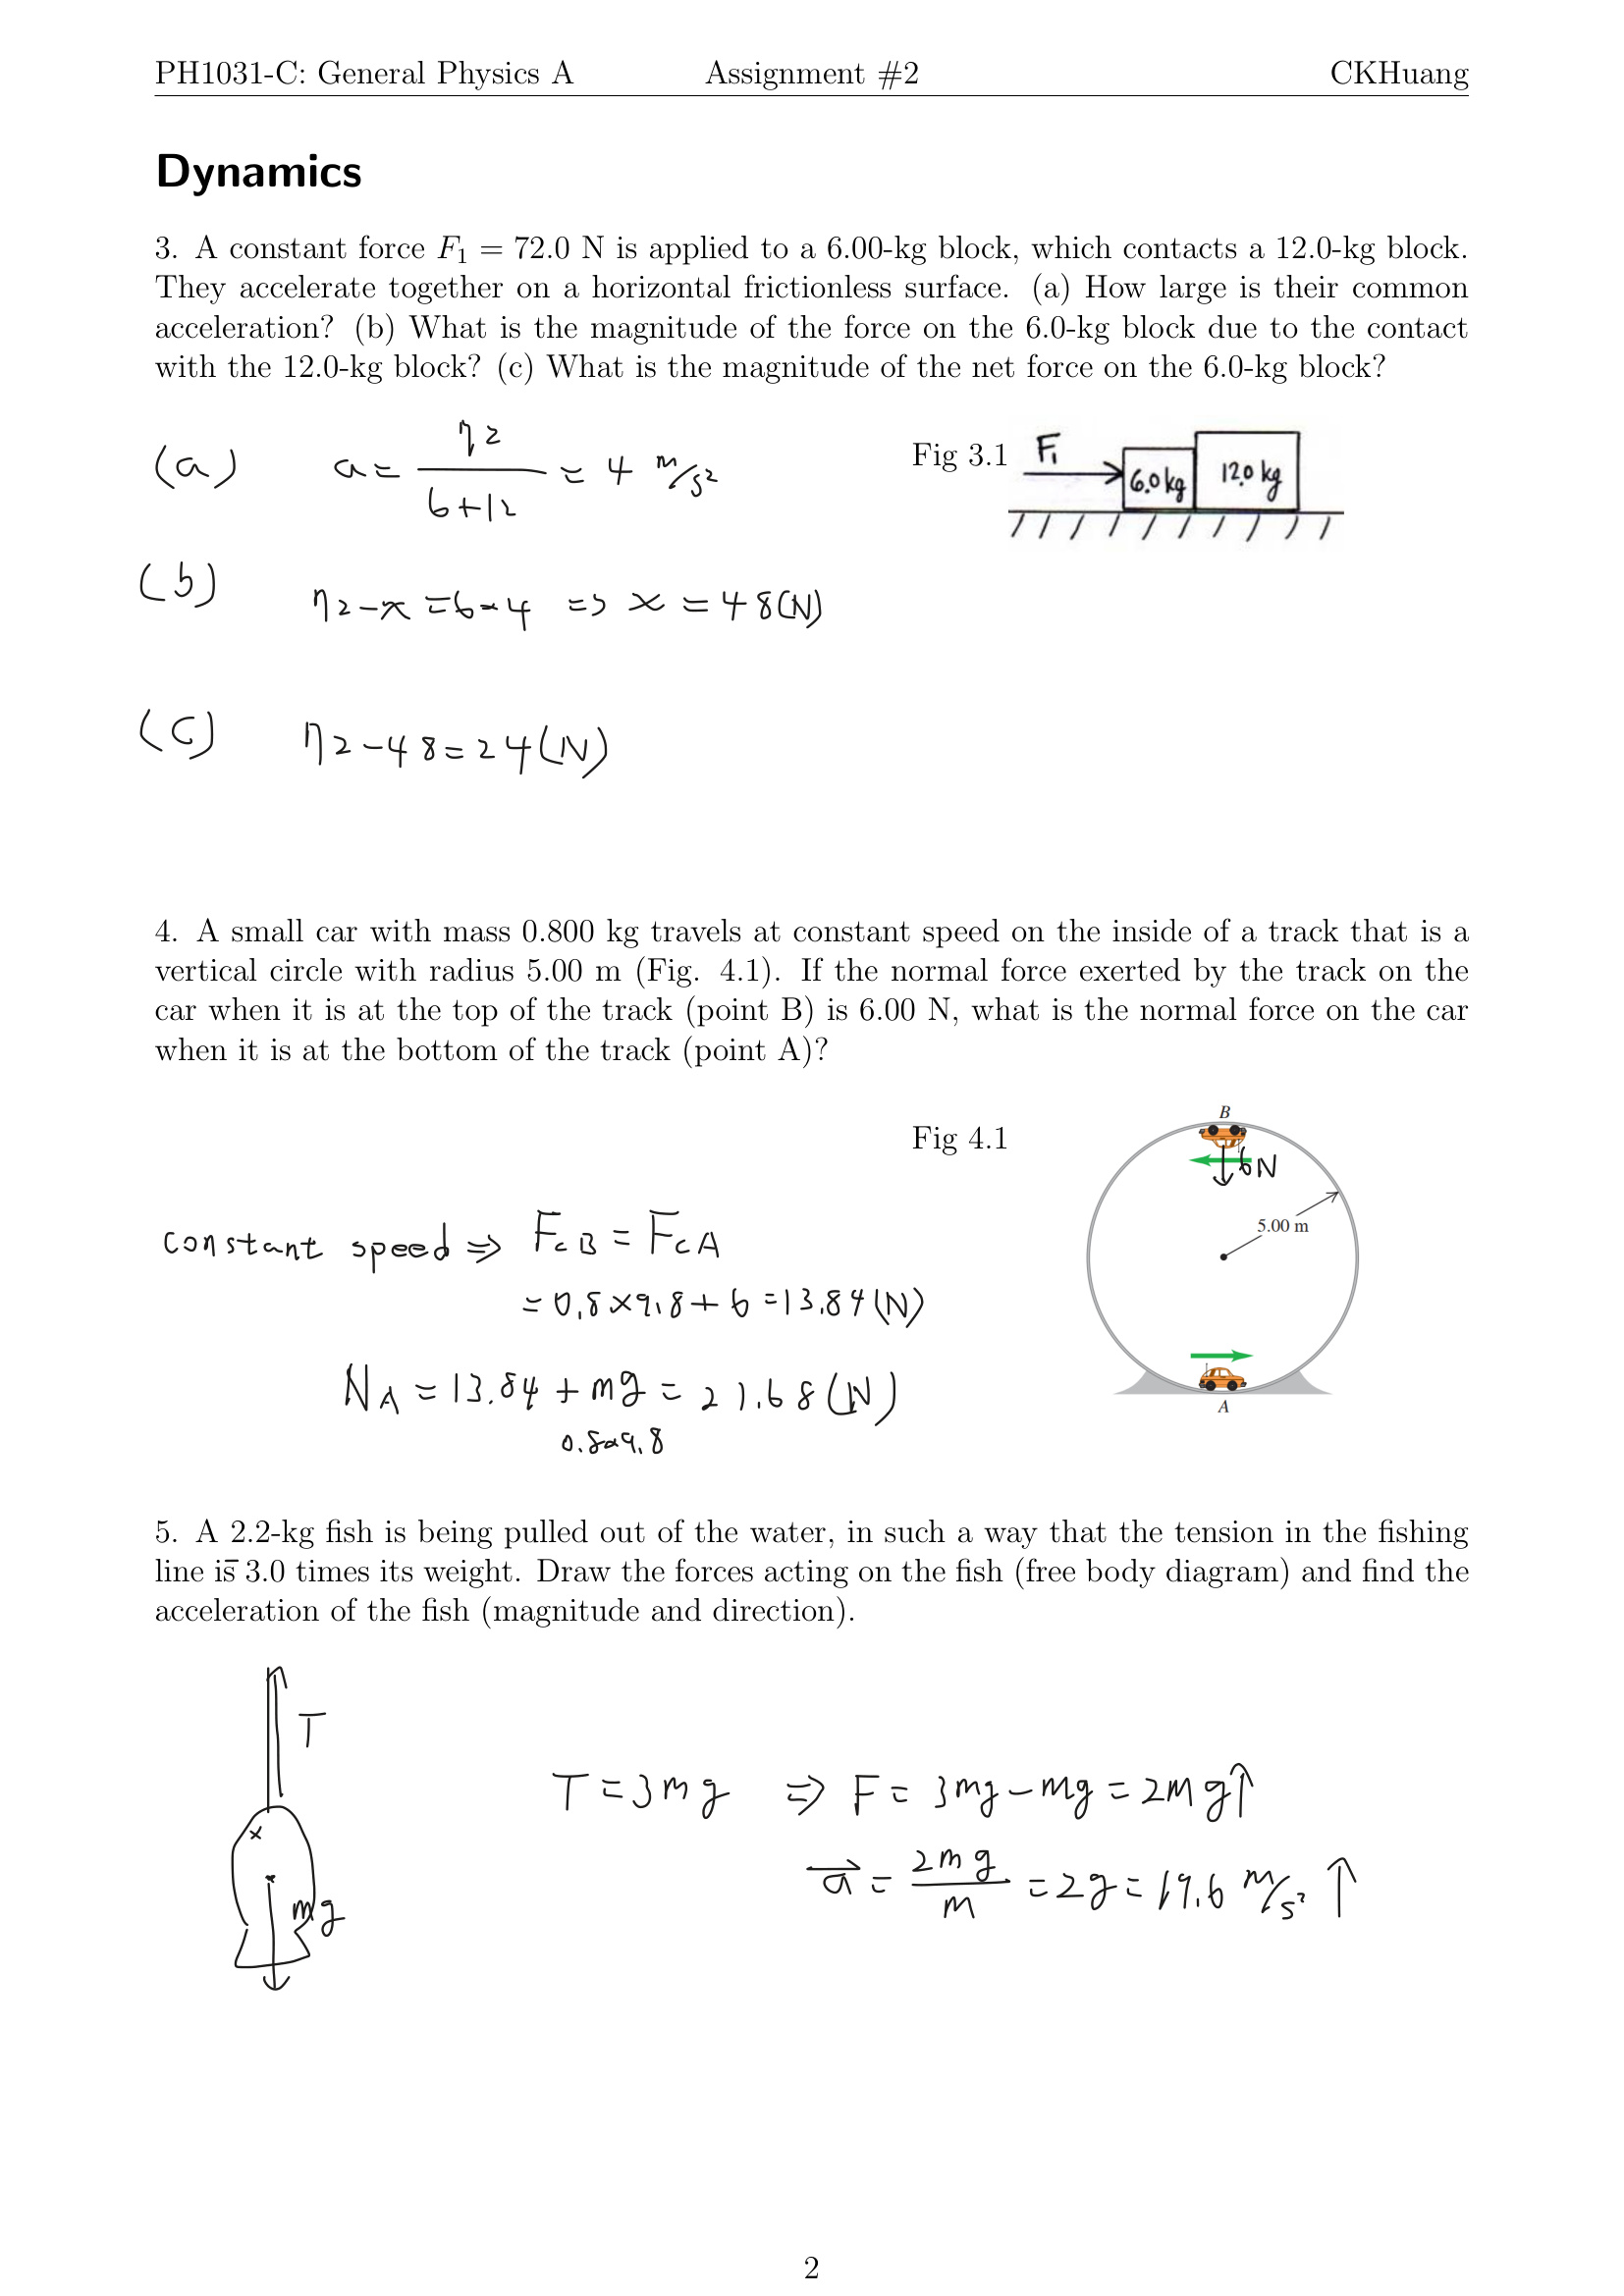 PH1031-C: General Physics A Assignment #2 CKHuang
Dynamics
3. A constant force F₁ = 72.0 N is applied to a 6.00-kg block, which contacts a 12.0-kg block.
They accelerate together on a horizontal frictionless surface. (a) How large is their common
acceleration? (b) What is the magnitude of the force on the 6.0-kg block due to the contact
with the 12.0-kg block? (c) What is the magnitude of the net force on the 6.0-kg block?
(a) a = 72/(6+12) = 4 m/s²
Fig 3.1 F₁ 6.0 kg 12.0 kg
(b) 72-x = 6×4 => x = 48(N)
(c) 72-48=24(N)
4. A small car with mass 0.800 kg travels at constant speed on the inside of a track that is a
vertical circle with radius 5.00 m (Fig. 4.1). If the normal force exerted by the track on the
car when it is at the top of the track (point B) is 6.00 N, what is the normal force on the car
when it is at the bottom of the track (point A)?
Fig 4.1
B
6N
5.00 m
A
constant speed => FcB = FcA
= 0.8×9.8+6=13.84(N)
N_A = 13.84 + mg = 21.68(N)
0.8×9.8
5. A 2.2-kg fish is being pulled out of the water, in such a way that the tension in the fishing
line is 3.0 times its weight. Draw the forces acting on the fish (free body diagram) and find the
acceleration of the fish (magnitude and direction).
T
T=3mg => F= 3mg-mg = 2mg↑
a⃗ = 2mg/m = 2g = 19.6 m/s² ↑
mg
2